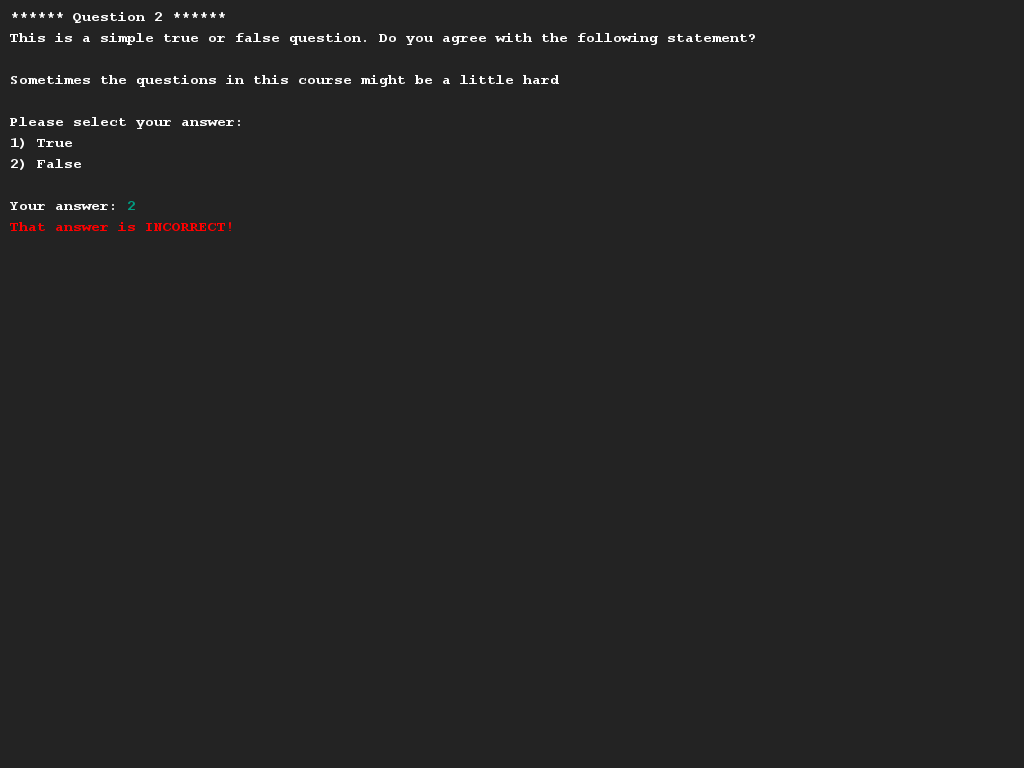 ****** Question 2 ******
This is a simple true or false question. Do you agree with the following statement?
Sometimes the questions in this course might be a little hard
Please select your answer:
1) True
2) False
Your answer: 2
That answer is INCORRECT!